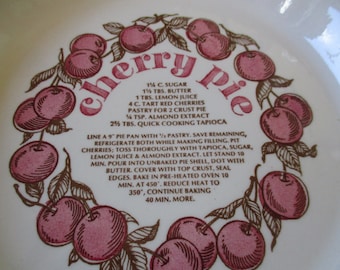 cherry pie
1¼ C. SUGAR
1½ TBS. BUTTER
1 TBS. LEMON JUICE
4 C. TART RED CHERRIES
PASTRY FOR 2 CRUST PIE
¼ TSP. ALMOND EXTRACT
2⅔ TBS. QUICK COOKING TAPIOCA
LINE A 9" PIE PAN WITH ½ PASTRY. SAVE REMAINING,
REFRIGERATE BOTH WHILE MAKING FILLING. PIT
CHERRIES; TOSS THOROUGHLY WITH TAPIOCA, SUGAR,
LEMON JUICE & ALMOND EXTRACT. LET STAND 10
MIN. POUR INTO UNBAKED PIE SHELL, DOT WITH
BUTTER. COVER WITH TOP CRUST, SEAL
EDGES. BAKE IN PRE-HEATED OVEN 10
MIN. AT 450°. REDUCE HEAT TO
350°, CONTINUE BAKING
40 MIN. MORE.